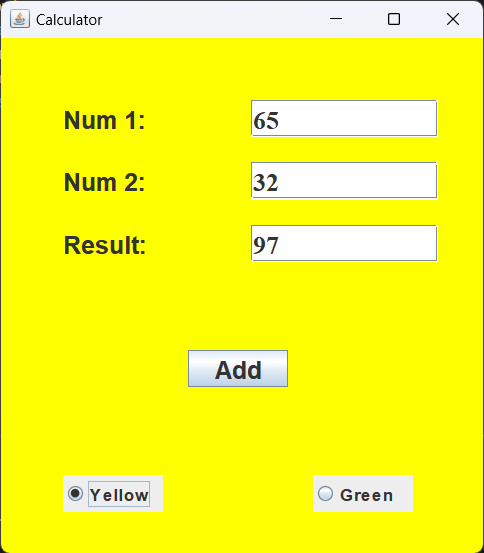 Calculator
Num 1: 65
Num 2: 32
Result: 97
Add
Yellow Green